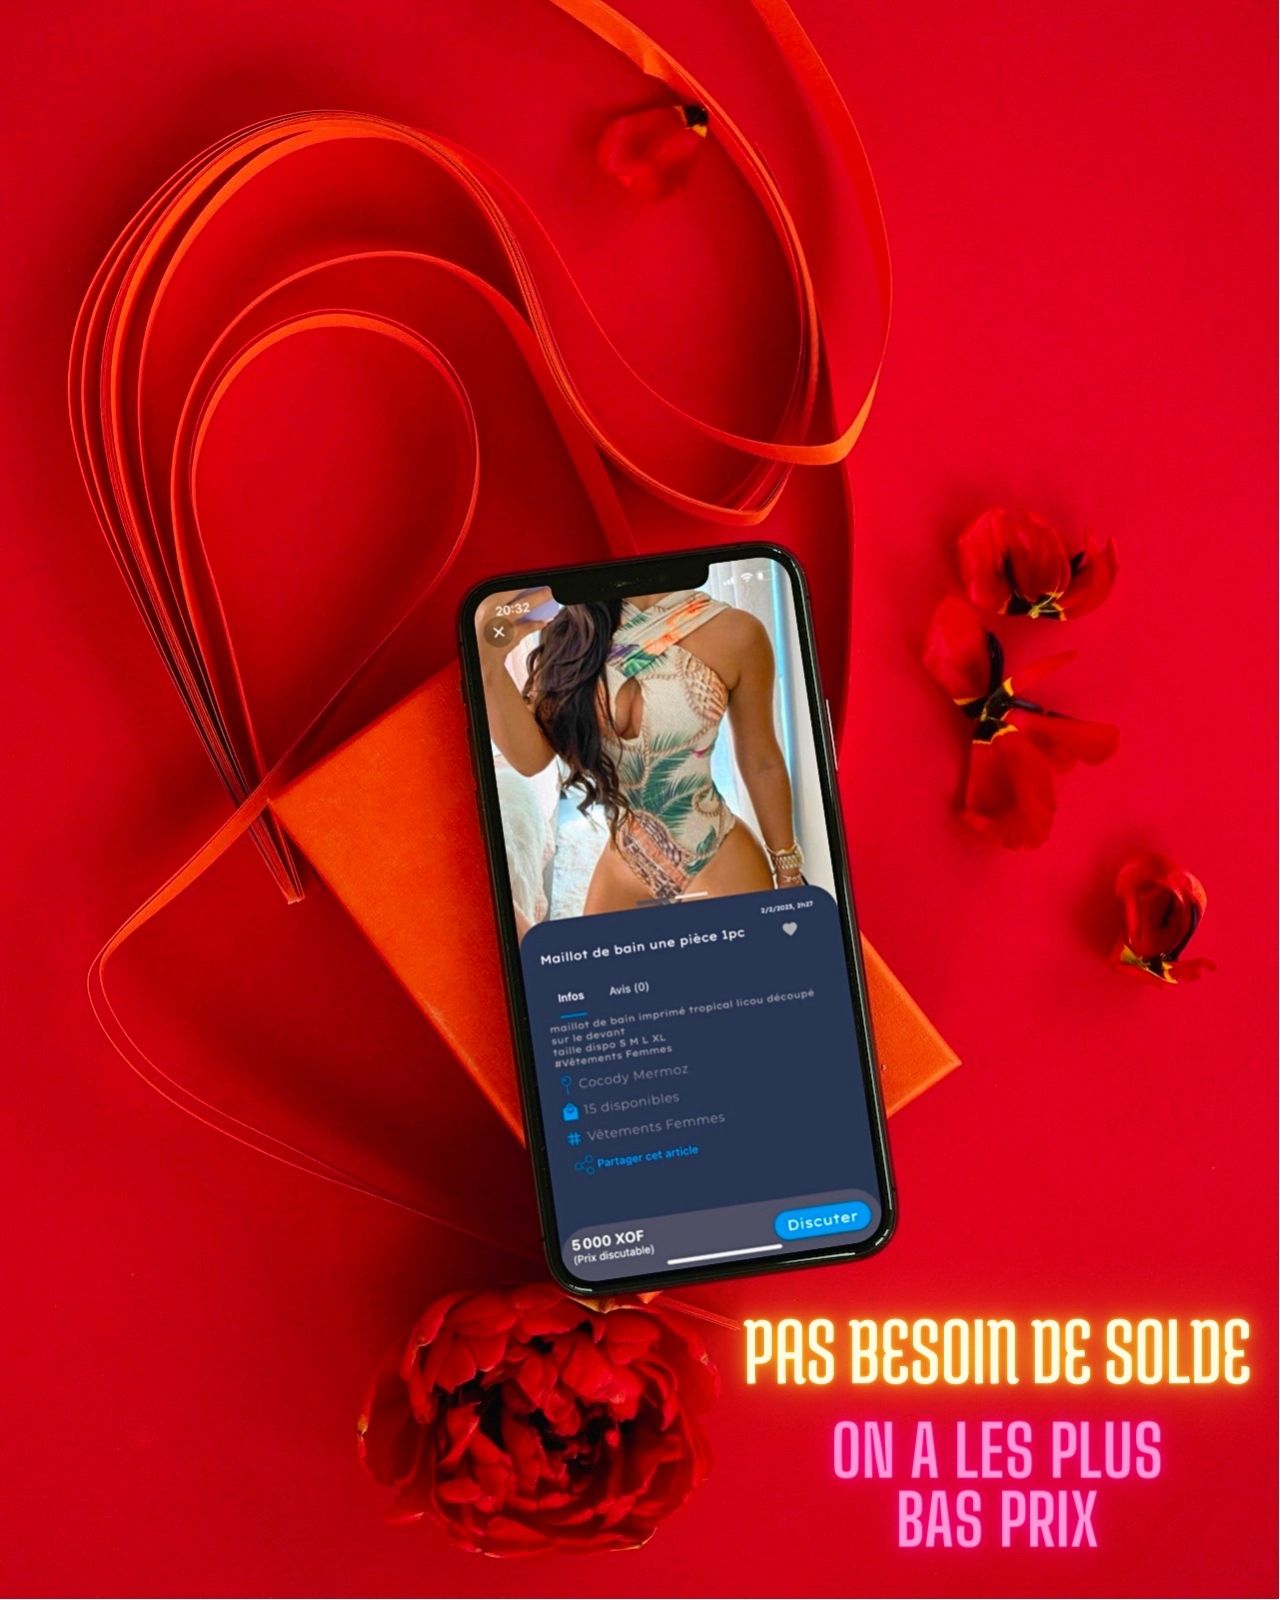 20:32
2/2/2023, 2h27
Maillot de bain une pièce 1pc
Infos
Avis (0)
maillot de bain imprimé tropical licou découpé
sur le devant
taille dispo S M L XL
#Vêtements Femmes
Cocody Mermoz
15 disponibles
Vêtements Femmes
Partager cet article
5 000 XOF
(Prix discutable)
Discuter
PAS BESOIN DE SOLDE
ON A LES PLUS
BAS PRIX